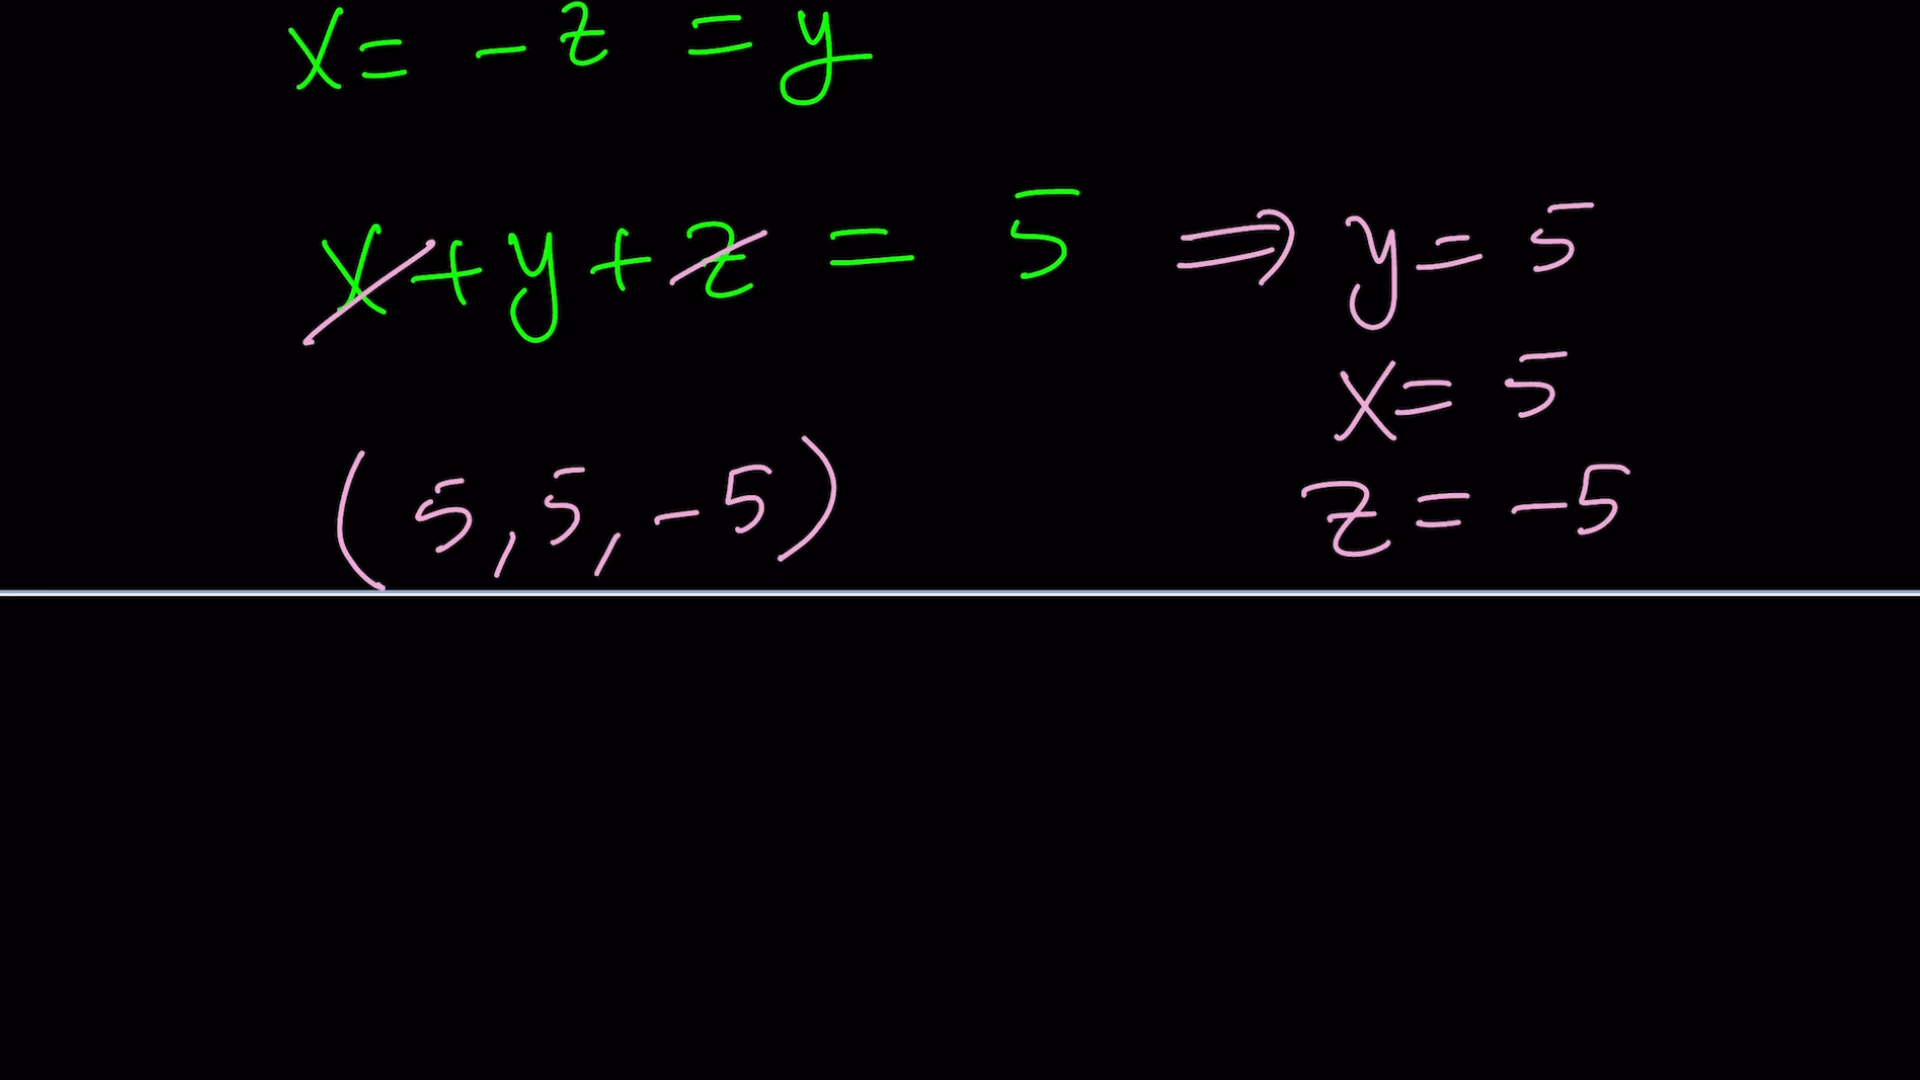 x = - z = y
x + y + z = 5 ⇒ y = 5
x = 5
(5, 5, -5) z = -5